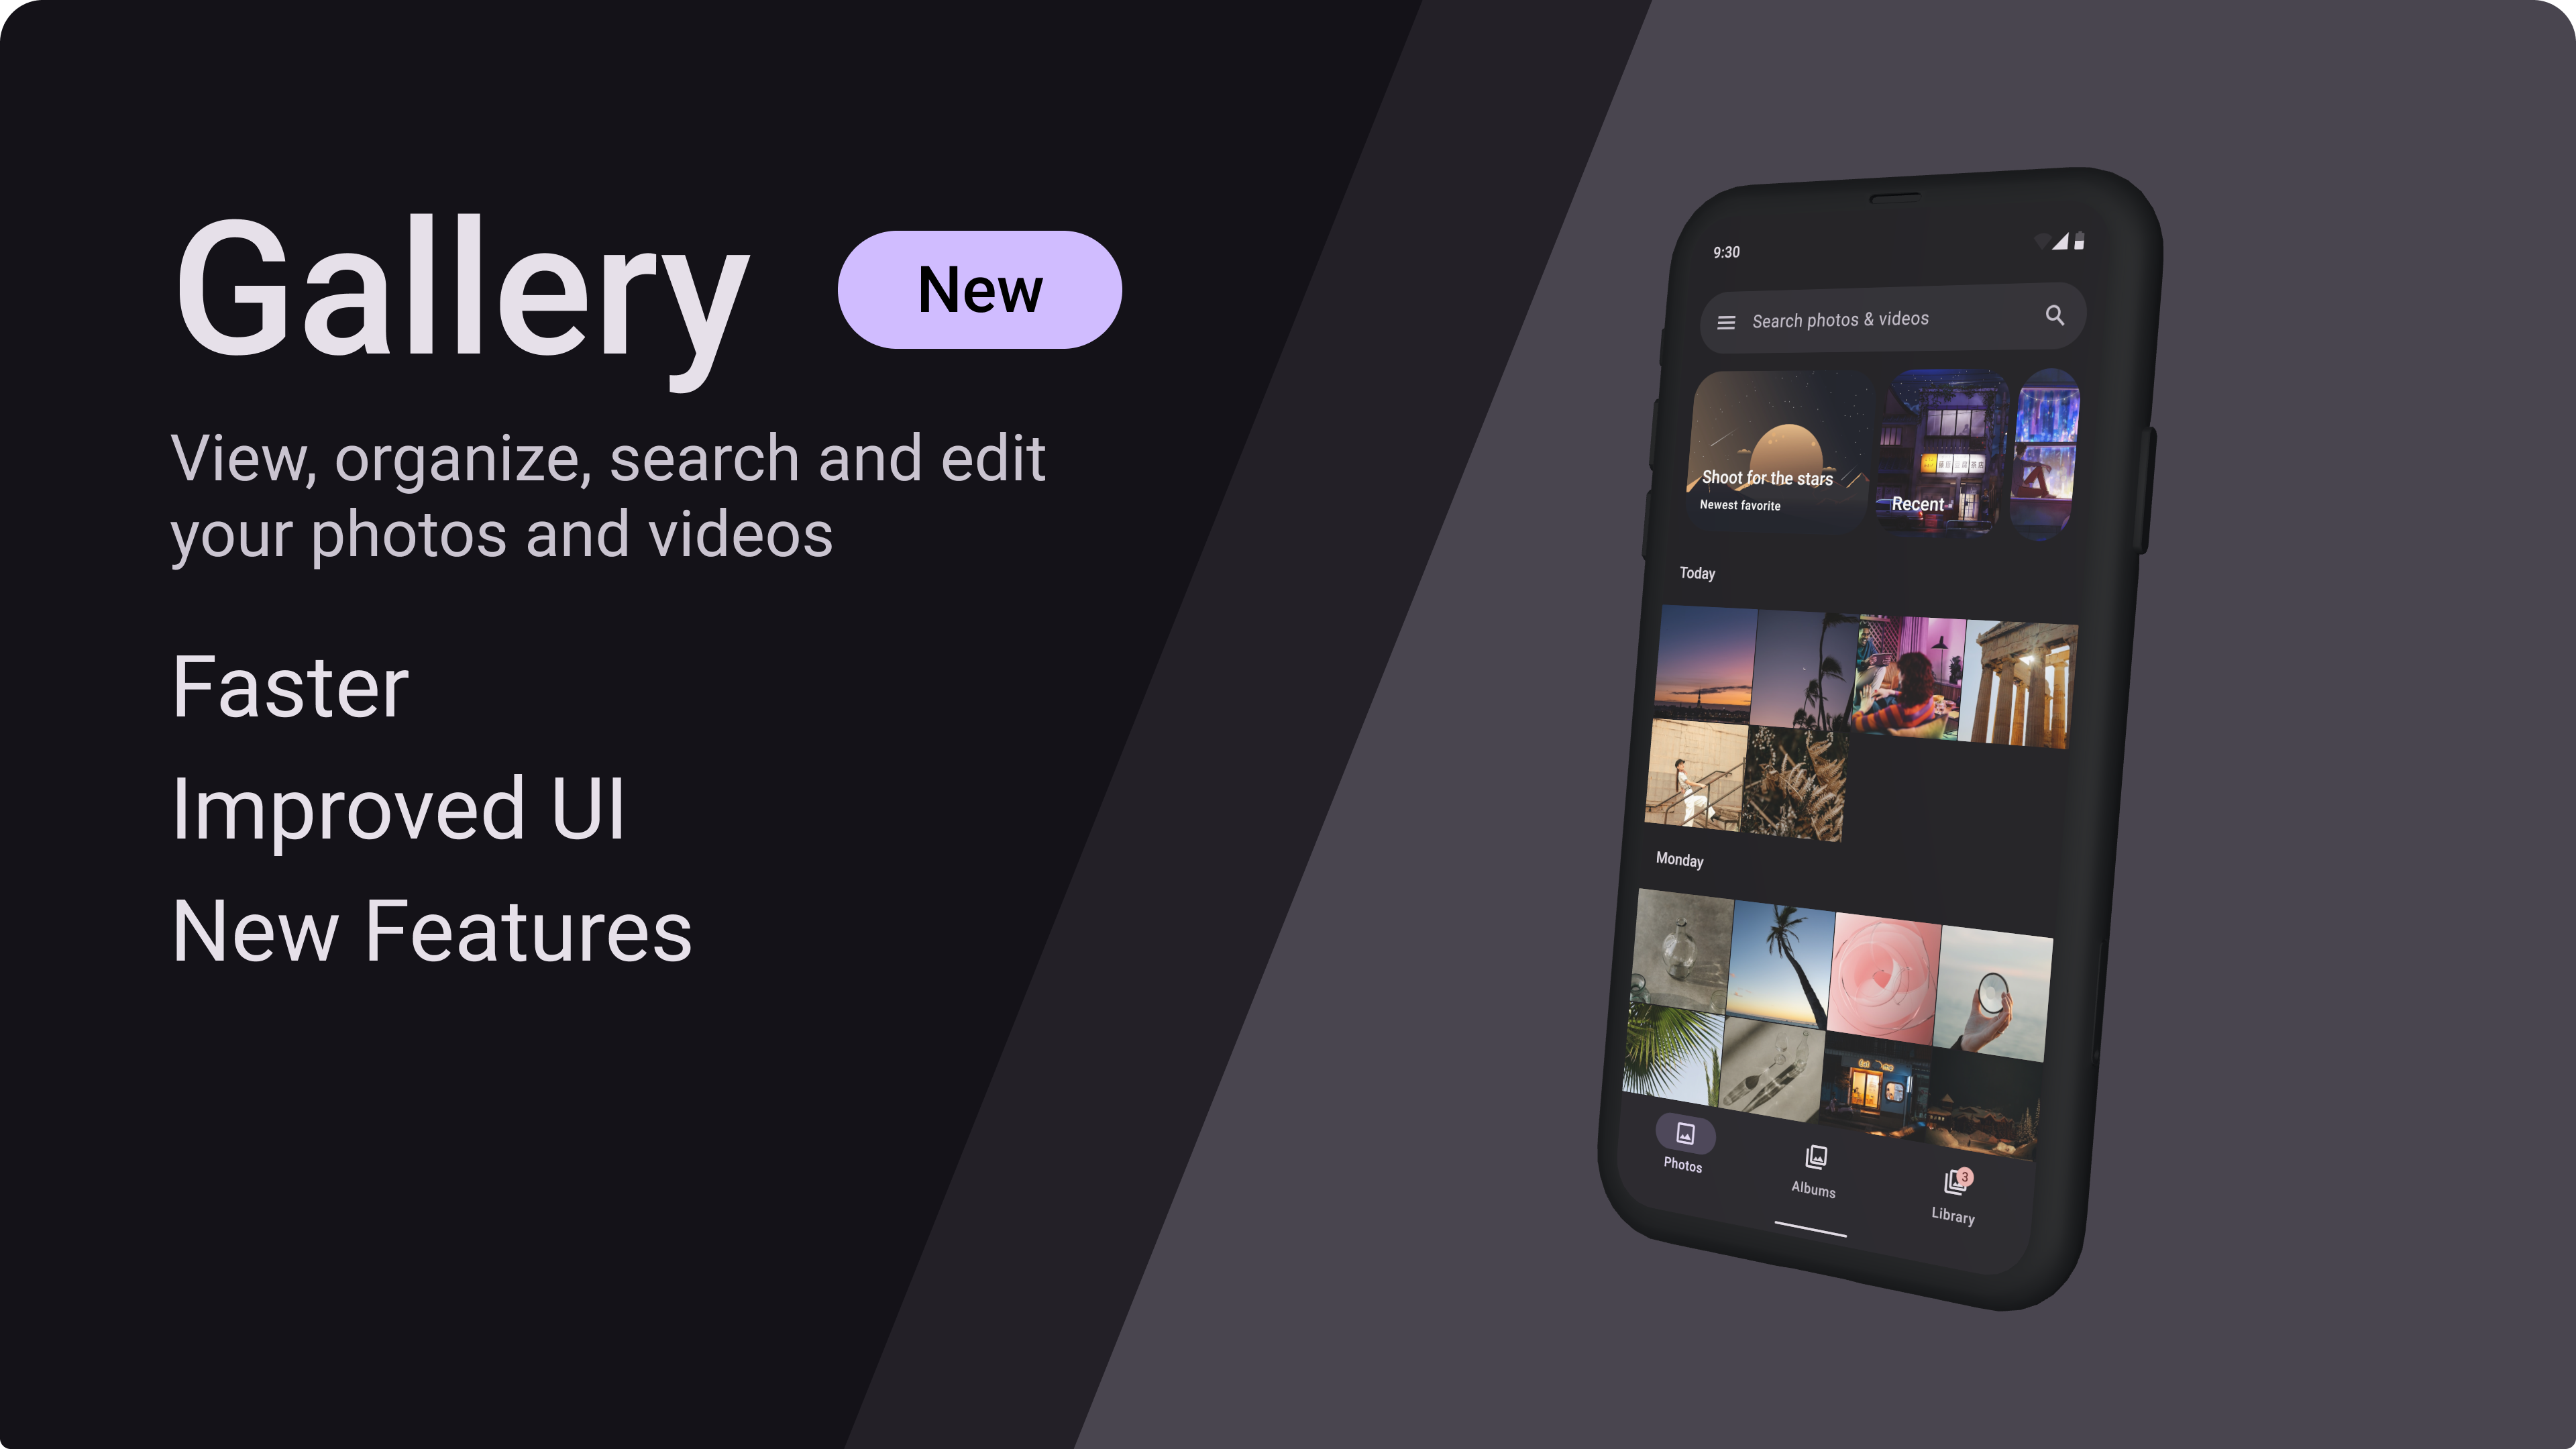 Gallery
New
View, organize, search and edit
your photos and videos
Faster
Improved UI
New Features
9:30
Search photos & videos
Shoot for the stars
Newest favorite
Recent
Today
Monday
Photos
Albums
3
Library